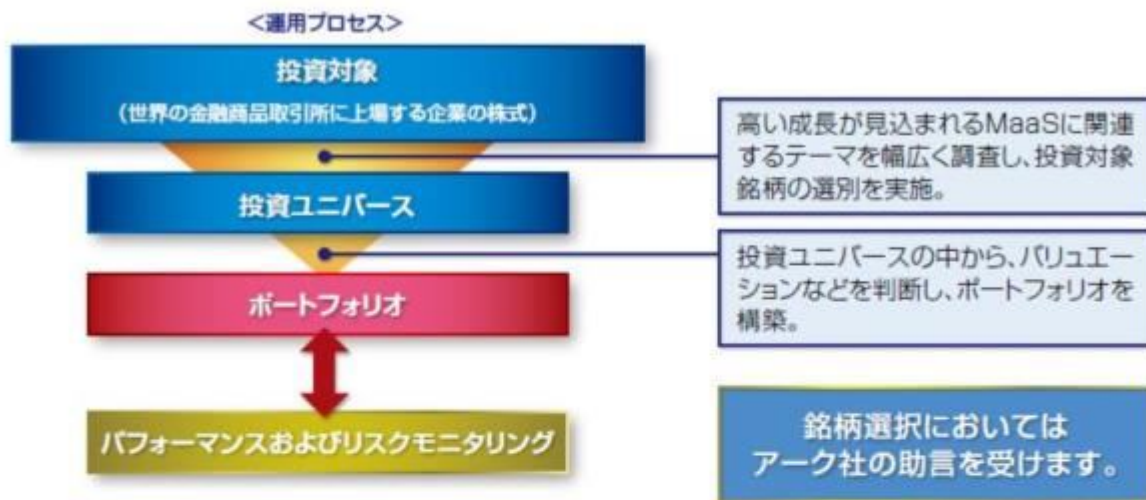 ＜運用プロセス＞
投資対象
（世界の金融商品取引所に上場する企業の株式）
高い成長が見込まれるMaaSに関連
するテーマを幅広く調査し、投資対象
銘柄の選別を実施。
投資ユニバース
投資ユニバースの中から、バリュエー
ションなどを判断し、ポートフォリオを
構築。
ポートフォリオ
パフォーマンスおよびリスクモニタリング
銘柄選択においては
アーク社の助言を受けます。